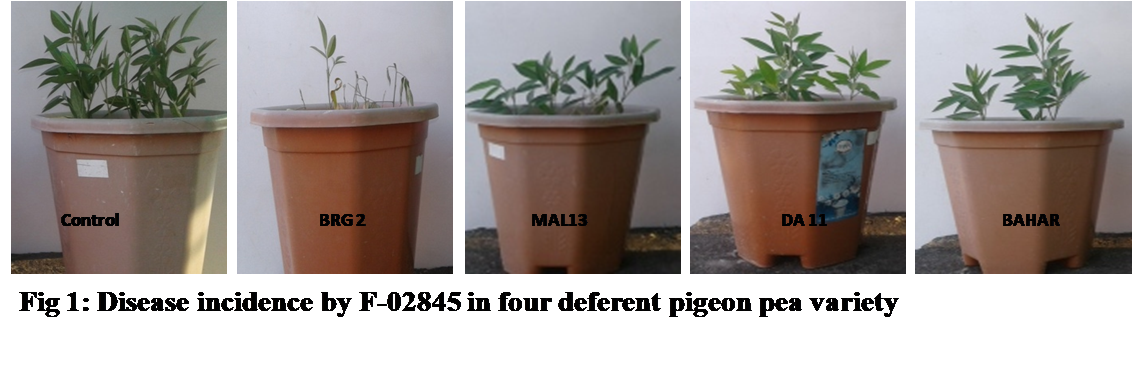 Control
BRG 2
MAL13
DA 11
BAHAR
Fig 1: Disease incidence by F-02845 in four deferent pigeon pea variety